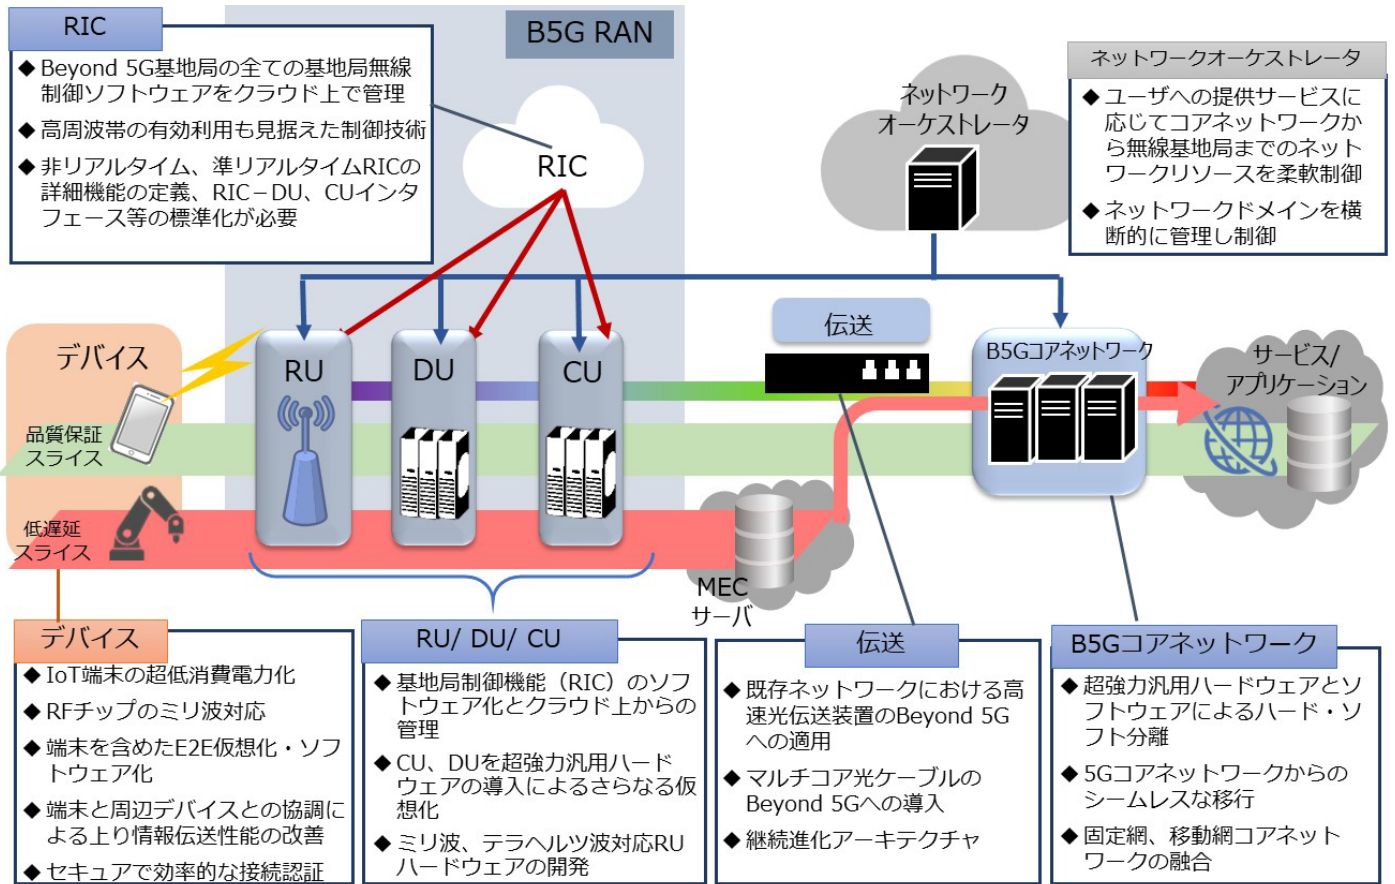 RIC
◆Beyond 5G基地局の全ての基地局無線
制御ソフトウェアをクラウド上で管理
◆高周波帯の有効利用も見据えた制御技術
◆非リアルタイム、準リアルタイムRICの
詳細機能の定義、RIC－DU、CUインタ
フェース等の標準化が必要
B5G RAN
RIC
ネットワーク
オーケストレータ
ネットワークオーケストレータ
◆ユーザへの提供サービスに
応じてコアネットワークか
ら無線基地局までのネット
ワークリソースを柔軟制御
◆ネットワークドメインを横
断的に管理し制御
デバイス
品質保証
スライス
低遅延
スライス
RU
DU
CU
伝送
B5Gコアネットワーク
サービス/
アプリケーション
MEC
サーバ
デバイス
◆IoT端末の超低消費電力化
◆RFチップのミリ波対応
◆端末を含めたE2E仮想化・ソフ
トウェア化
◆端末と周辺デバイスとの協調に
よる上り情報伝送性能の改善
◆セキュアで効率的な接続認証
RU/ DU/ CU
◆基地局制御機能（RIC）のソフ
トウェア化とクラウド上からの
管理
◆CU、DUを超強力汎用ハード
ウェアの導入によるさらなる仮
想化
◆ミリ波、テラヘルツ波対応RU
ハードウェアの開発
伝送
◆既存ネットワークにおける高
速光伝送装置のBeyond 5G
への適用
◆マルチコア光ケーブルの
Beyond 5Gへの導入
◆継続進化アーキテクチャ
B5Gコアネットワーク
◆超強力汎用ハードウェアとソ
フトウェアによるハード・ソ
フト分離
◆5Gコアネットワークからの
シームレスな移行
◆固定網、移動網コアネット
ワークの融合